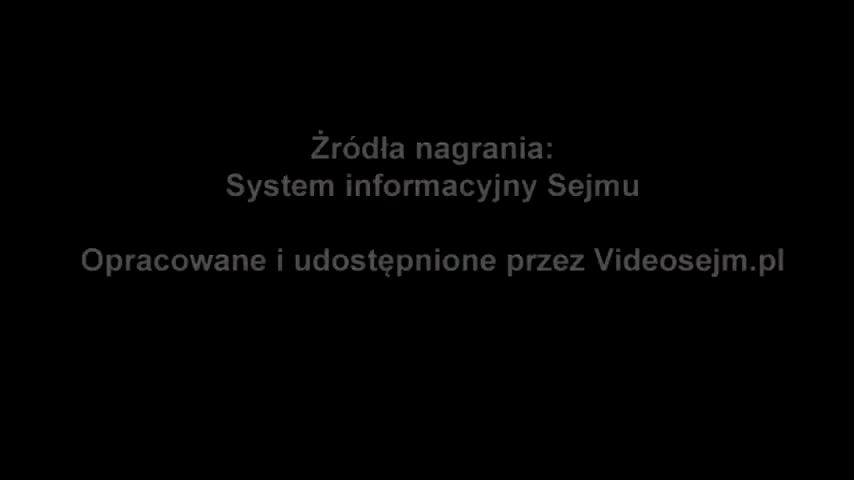 Żródła nagrania:
System informacyjny Sejmu
Opracowane i udostępnione przez Videosejm.pl